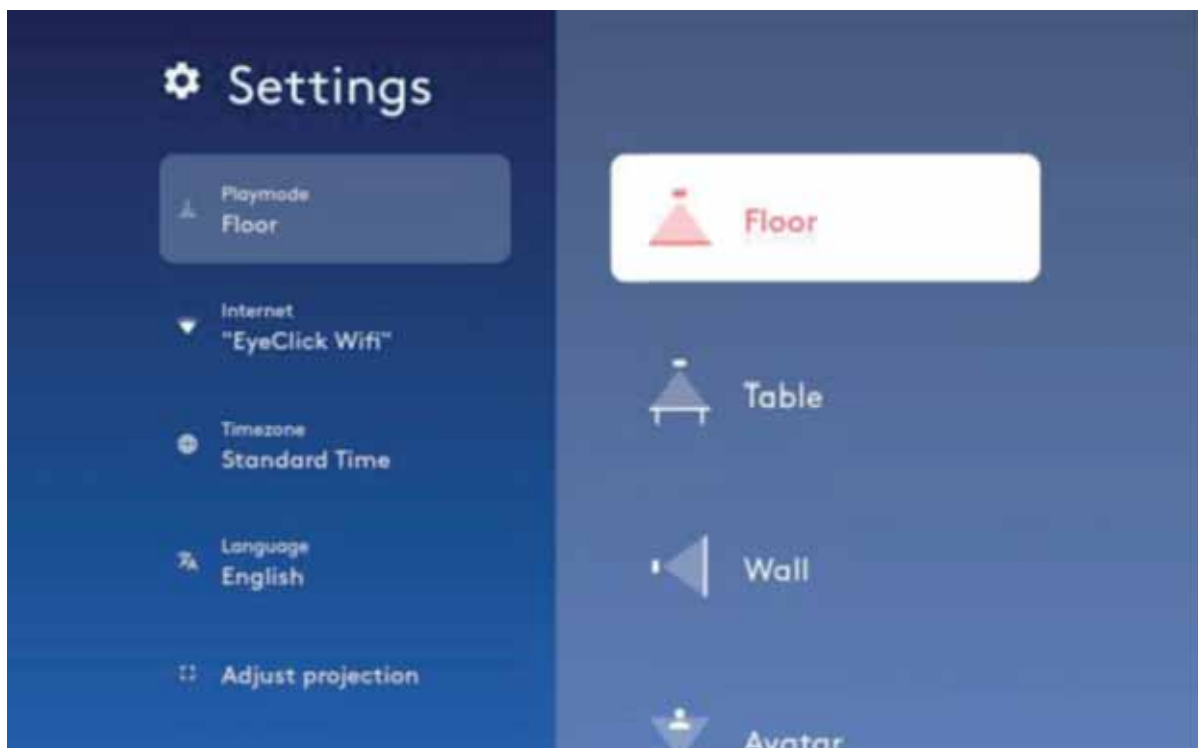 Settings
Playmode
Floor
Internet
"EyeClick Wifi"
Timezone
Standard Time
Language
English
Adjust projection
Floor
Table
Wall
Avatar